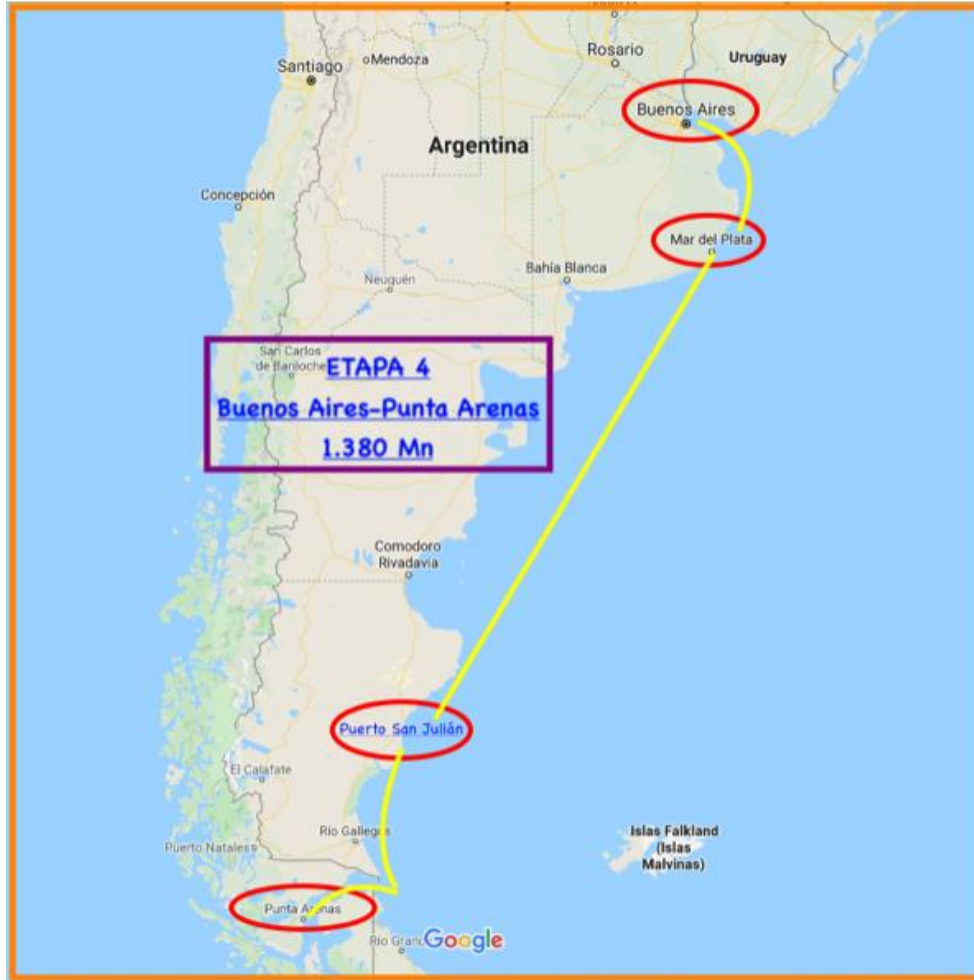 Rosario
Uruguay
Santiago
Mendoza
Buenos Aires
Argentina
Concepción
Mar del Plata
Bahía Blanca
Neuquén
San Carlos
de Bariloche
ETAPA 4
Buenos Aires-Punta Arenas
1.380 Mn
Comodoro
Rivadavia
Puerto San Julián
El Calafate
Río Gallegos
Islas Falkland
(Islas
Malvinas)
Puerto Natales
Punta Arenas
Río Grand
Google